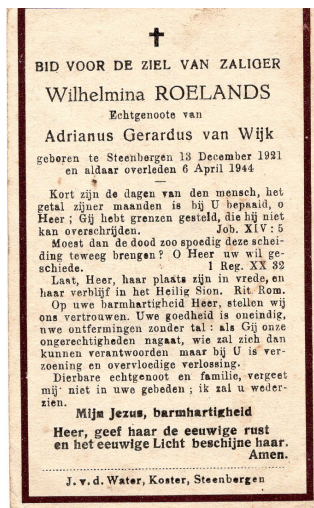 BID VOOR DE ZIEL VAN ZALIGER
Wilhelmina ROELANDS
Echtgenoote van
Adrianus Gerardus van Wijk
geboren te Steenbergen 13 December 1921
en aldaar overleden 6 April 1944
Kort zijn de dagen van den mensch, het
getal zijner maanden is bij U bepaald, o
Heer; Gij hebt grenzen gesteld, die hij niet
kan overschrijden. Job. XIV: 5
Moest dan de dood zoo spoedig deze schei-
ding teweeg brengen? O Heer uw wil ge-
schiede. 1 Reg. XX 32
Laat, Heer, haar plaats zijn in vrede, en
haar verblijf in het Heilig Sion. Rit. Rom.
Op uwe barmhartigheid Heer, stellen wij
ons vertrouwen. Uwe goedheid is oneindig,
uwe ontfermingen zonder tal: als Gij onze
ongerechtigheden nagaat, wie zal zich dan
kunnen verantwoorden maar bij U is ver-
zoening en overvloedige verlossing.
Dierbare echtgenoot en familie, vergeet
mij niet in uwe gebeden; ik zal u weder-
zien.
Mijn Jezus, barmhartigheid
Heer, geef haar de eeuwige rust
en het eeuwige Licht beschijne haar.
Amen.
J. v. d. Water, Koster, Steenbergen